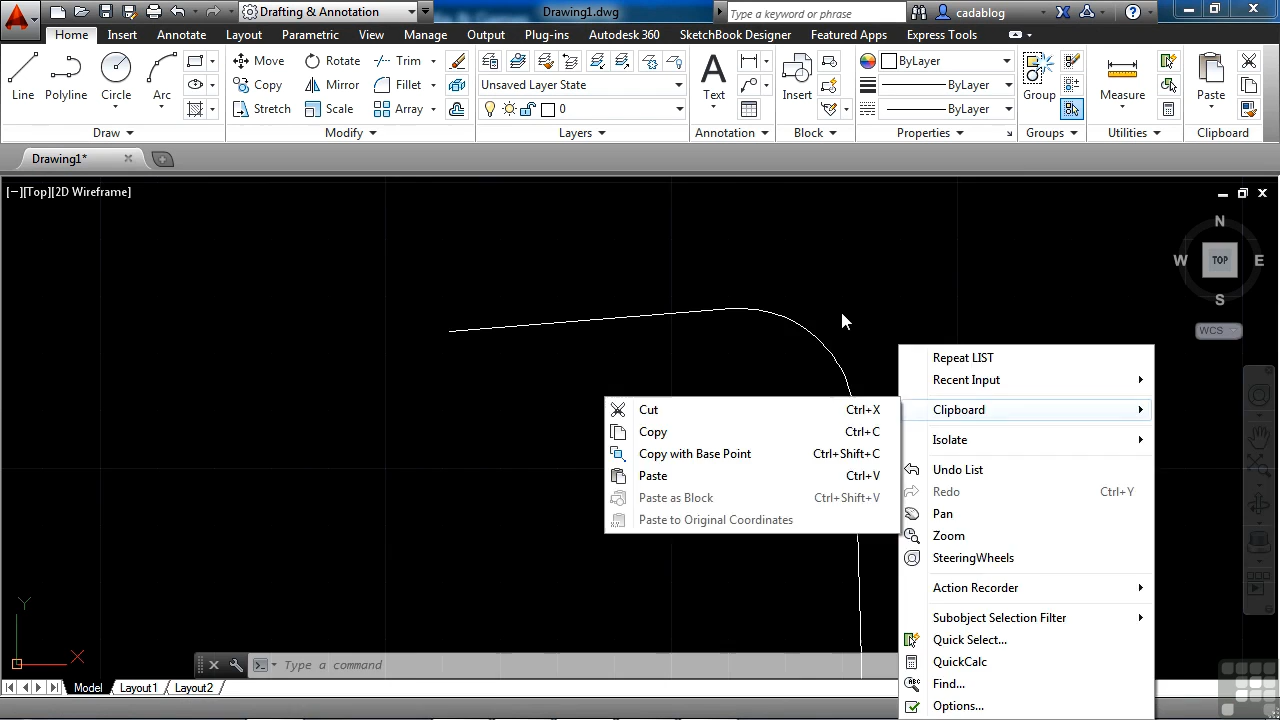 Drafting & Annotation
Drawing1.dwg
Type a keyword or phrase
cadablog
Home
Insert
Annotate
Layout
Parametric
View
Manage
Output
Plug-ins
Autodesk 360
SketchBook Designer
Featured Apps
Express Tools
Line
Polyline
Circle
Arc
Move
Rotate
Trim
Copy
Mirror
Fillet
Stretch
Scale
Array
Unsaved Layer State
0
Text
Insert
ByLayer
ByLayer
ByLayer
Group
Measure
Paste
Draw
Modify
Layers
Annotation
Block
Properties
Groups
Utilities
Clipboard
Drawing1*
[−][Top][2D Wireframe]
N
W
TOP
E
S
WCS
Repeat LIST
Recent Input
Clipboard
Isolate
Undo List
Redo Ctrl+Y
Pan
Zoom
SteeringWheels
Action Recorder
Subobject Selection Filter
Quick Select...
QuickCalc
Find...
Options...
Cut Ctrl+X
Copy Ctrl+C
Copy with Base Point Ctrl+Shift+C
Paste Ctrl+V
Paste as Block Ctrl+Shift+V
Paste to Original Coordinates
Y
X
Type a command
Model
Layout1
Layout2